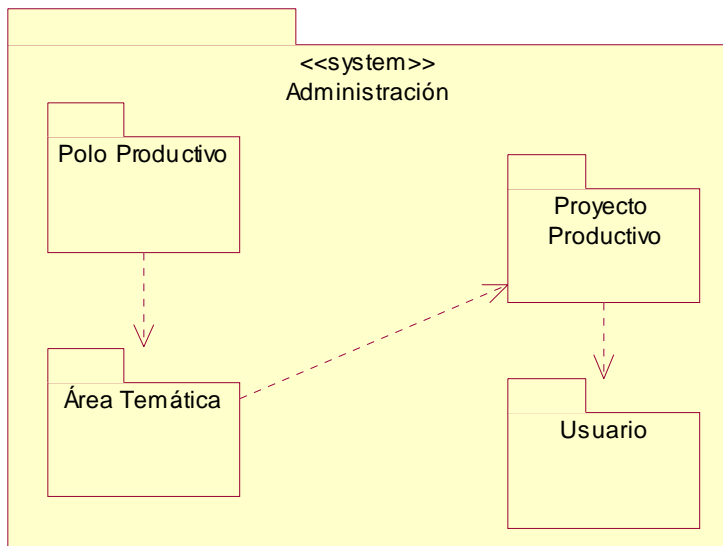 <<system>>
Administración
Polo Productivo
Proyecto
Productivo
Área Temática
Usuario